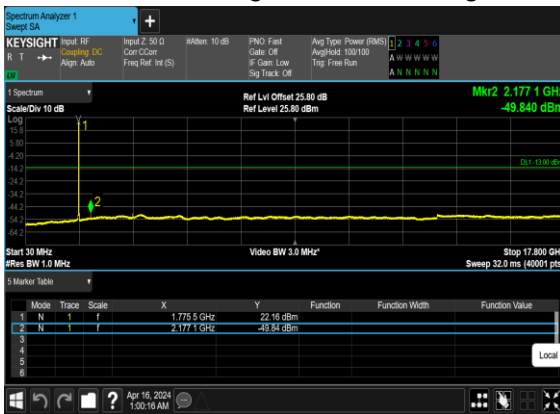 Spectrum Analyzer 1
Swept SA
KEYSIGHT
R T
LV
Input: RF
Coupling: DC
Align: Auto
Input Z: 50 Ω
Corr CCorr
Freq Ref: Int (S)
#Atten: 10 dB
PNO: Fast
Gate: Off
IF Gain: Low
Sig Track: Off
Avg Type: Power (RMS)
Avg|Hold: 100/100
Trig: Free Run
1 2 3 4 5 6
A W W W W W
A N N N N N
1 Spectrum
Scale/Div 10 dB
Ref Lvl Offset 25.80 dB
Ref Level 25.80 dBm
Mkr2 2.177 1 GHz
-49.840 dBm
Log
15.8
5.80
-4.20
-14.2
-24.2
-34.2
-44.2
-54.2
-64.2
1
2
DL1 -13.00 dBm
Start 30 MHz
#Res BW 1.0 MHz
Video BW 3.0 MHz*
Stop 17.800 GHz
Sweep 32.0 ms (40001 pts)
5 Marker Table
Mode Trace Scale X Y Function Function Width Function Value
1 N 1 f 1.775 5 GHz 22.16 dBm
2 N 1 f 2.177 1 GHz -49.84 dBm
3
4
5
6
Local
?
Apr 16, 2024
1:00:16 AM